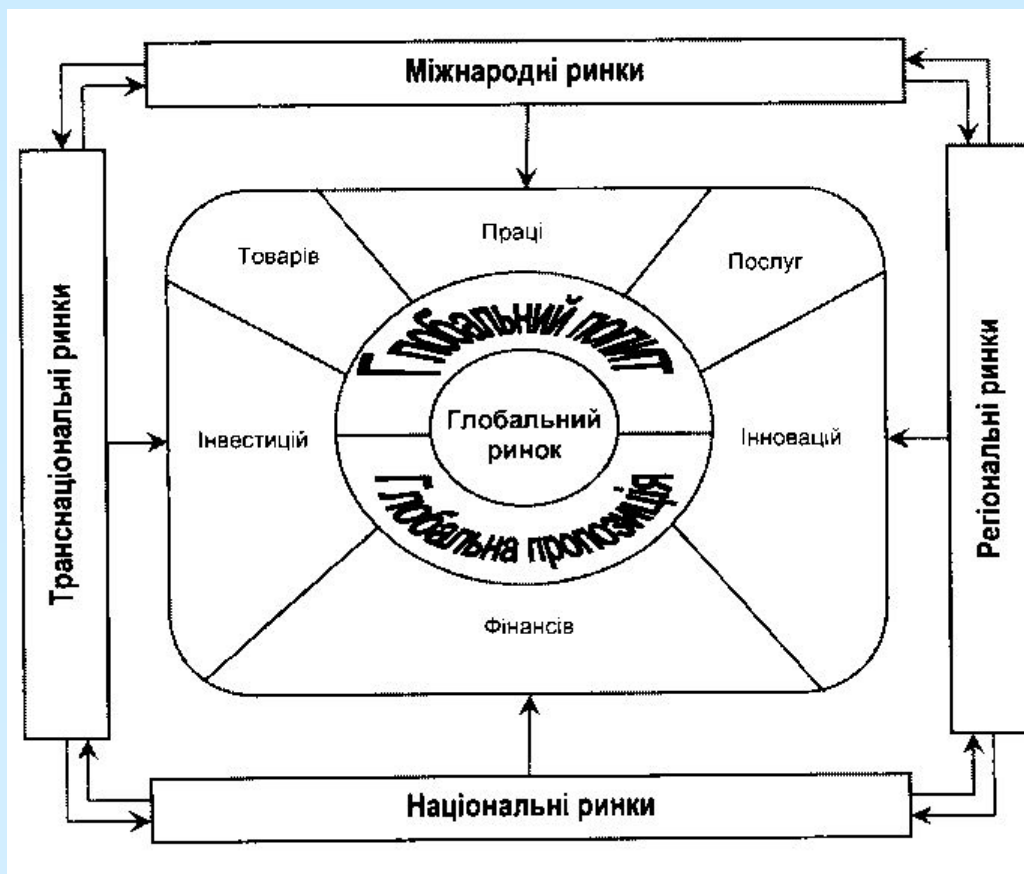 Міжнародні ринки
Транснаціональні ринки
Регіональні ринки
Товарів
Праці
Послуг
Глобальний попит
Інвестицій
Глобальний
ринок
Інновацій
Глобальна пропозиція
Фінансів
Національні ринки